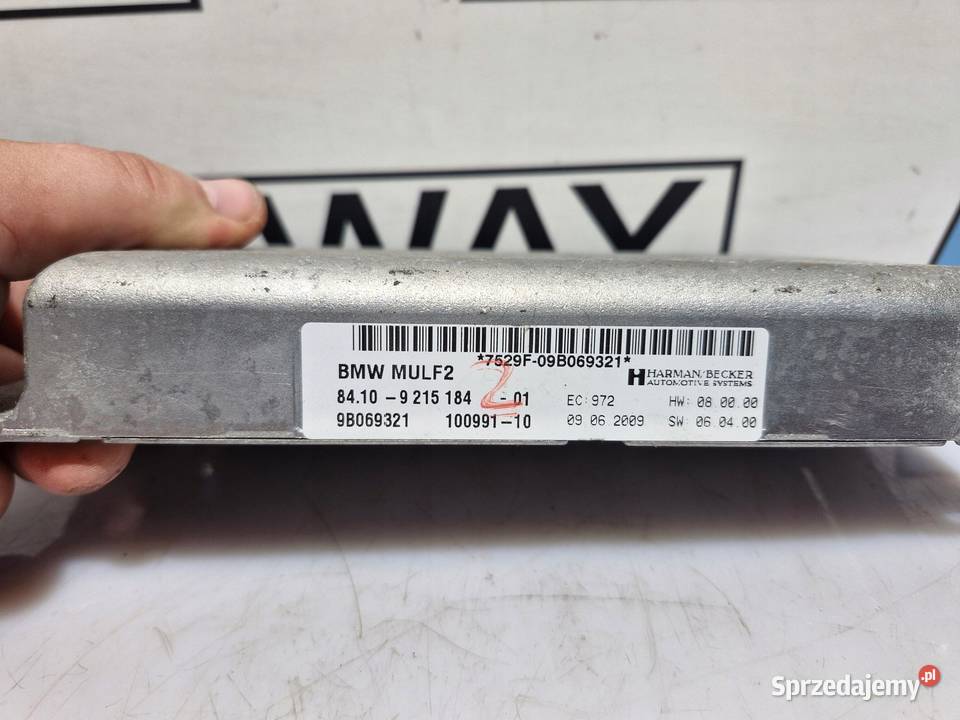 WAX
*7529F-09B069321*
BMW MULF2
HARMAN/BECKER
AUTOMOTIVE SYSTEMS
84.10 - 9 215 184 - 01
2
EC: 972
HW: 08.00.00
9B069321 100991-10
09 06 2009
SW: 06.04.00
Sprzedajemy.pl